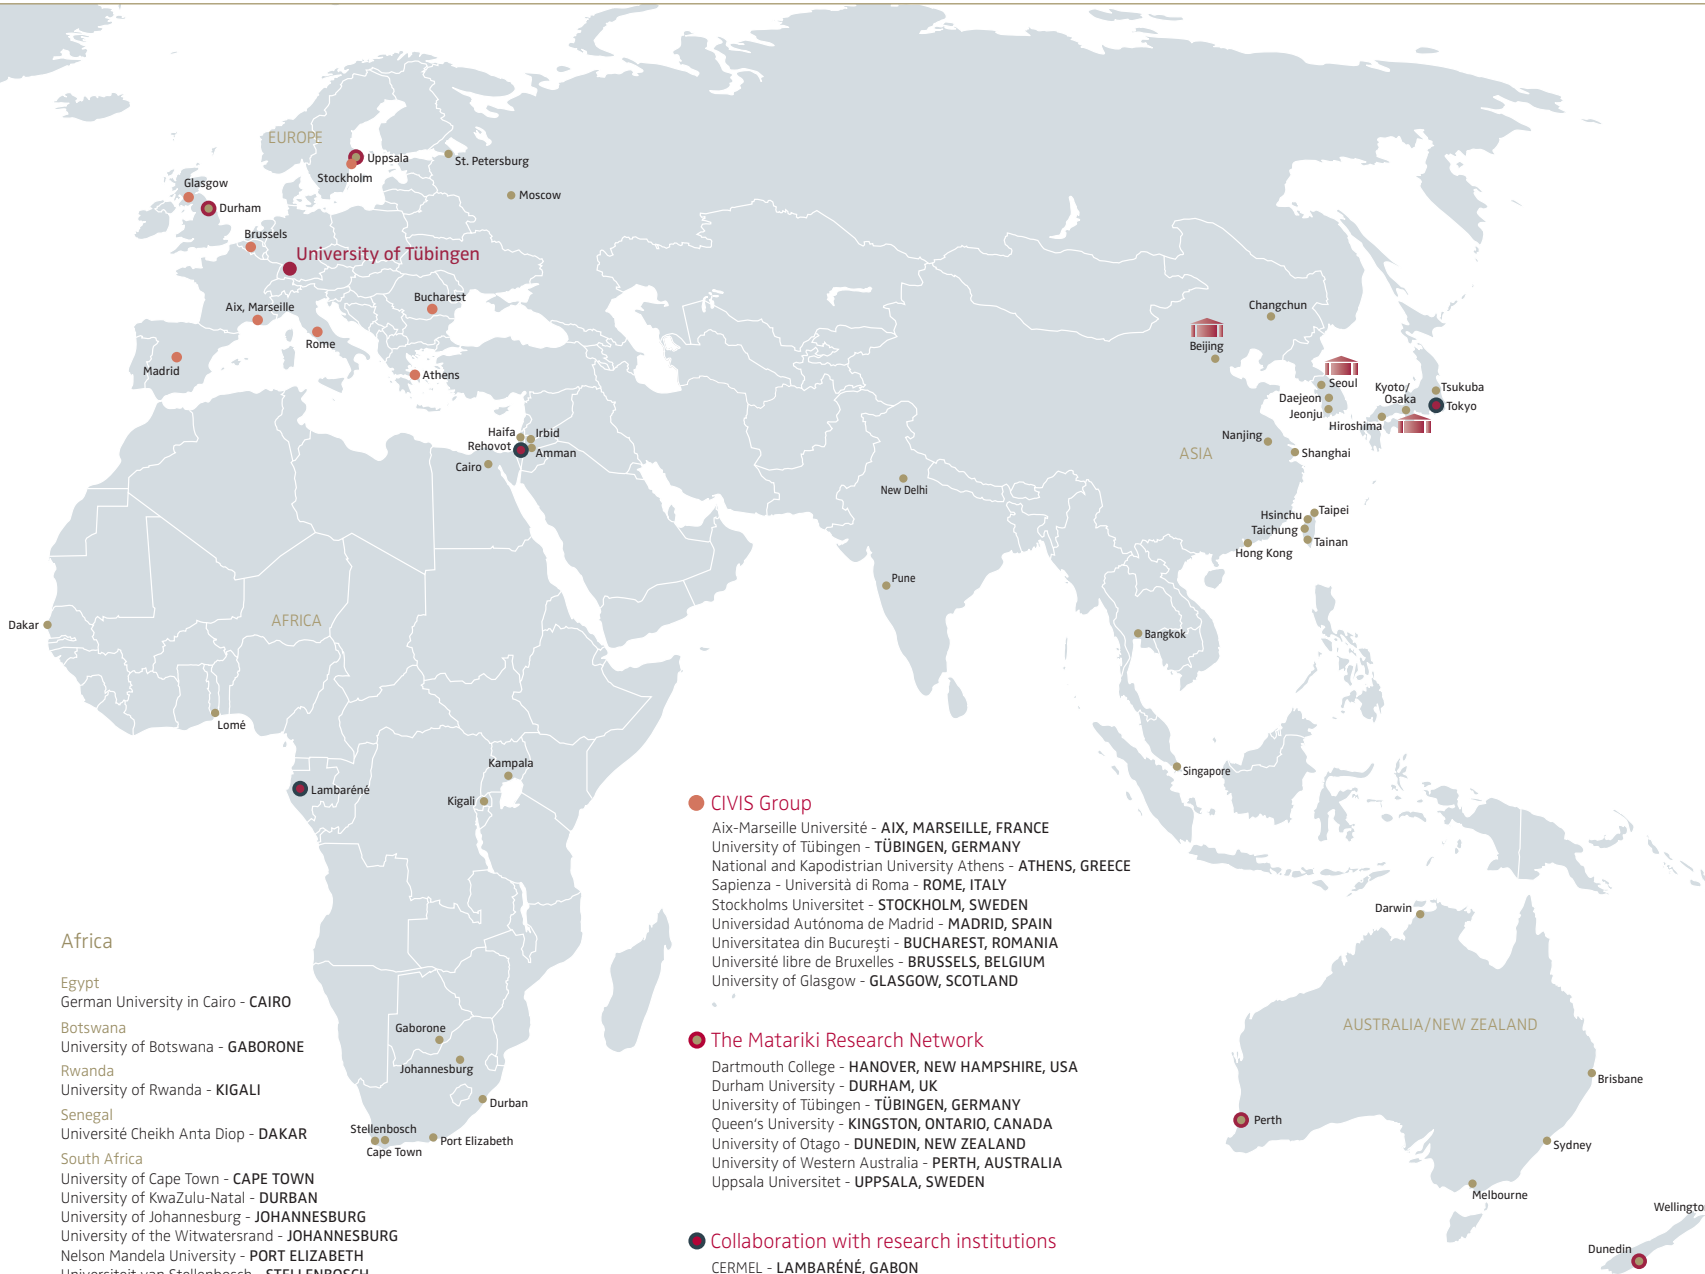 EUROPE
Uppsala
St. Petersburg
Stockholm
Glasgow
Moscow
Durham
Brussels
University of Tübingen
Bucharest
Aix, Marseille
Rome
Madrid
Athens
Changchun
Beijing
Seoul
Kyoto/
Osaka
Tsukuba
Daejeon
Tokyo
Jeonju
Hiroshima
Haifa
Irbid
Rehovot
Amman
Cairo
Nanjing
ASIA
Shanghai
New Delhi
Hsinchu
Taipei
Taichung
Tainan
Hong Kong
Pune
Dakar
AFRICA
Bangkok
Lomé
Kampala
Singapore
Lambaréné
Kigali
Darwin
Gaborone
Johannesburg
Durban
Stellenbosch
Port Elizabeth
Cape Town
AUSTRALIA/NEW ZEALAND
Brisbane
Perth
Sydney
Melbourne
Wellingto
Dunedin
Africa
Egypt
German University in Cairo - CAIRO
Botswana
University of Botswana - GABORONE
Rwanda
University of Rwanda - KIGALI
Senegal
Université Cheikh Anta Diop - DAKAR
South Africa
University of Cape Town - CAPE TOWN
University of KwaZulu-Natal - DURBAN
University of Johannesburg - JOHANNESBURG
University of the Witwatersrand - JOHANNESBURG
Nelson Mandela University - PORT ELIZABETH
Universiteit van Stellenbosch - STELLENBOSCH
CIVIS Group
Aix-Marseille Université - AIX, MARSEILLE, FRANCE
University of Tübingen - TÜBINGEN, GERMANY
National and Kapodistrian University Athens - ATHENS, GREECE
Sapienza - Università di Roma - ROME, ITALY
Stockholms Universitet - STOCKHOLM, SWEDEN
Universidad Autónoma de Madrid - MADRID, SPAIN
Universitatea din Bucureşti - BUCHAREST, ROMANIA
Université libre de Bruxelles - BRUSSELS, BELGIUM
University of Glasgow - GLASGOW, SCOTLAND
The Matariki Research Network
Dartmouth College - HANOVER, NEW HAMPSHIRE, USA
Durham University - DURHAM, UK
University of Tübingen - TÜBINGEN, GERMANY
Queen's University - KINGSTON, ONTARIO, CANADA
University of Otago - DUNEDIN, NEW ZEALAND
University of Western Australia - PERTH, AUSTRALIA
Uppsala Universitet - UPPSALA, SWEDEN
Collaboration with research institutions
CERMEL - LAMBARÉNÉ, GABON